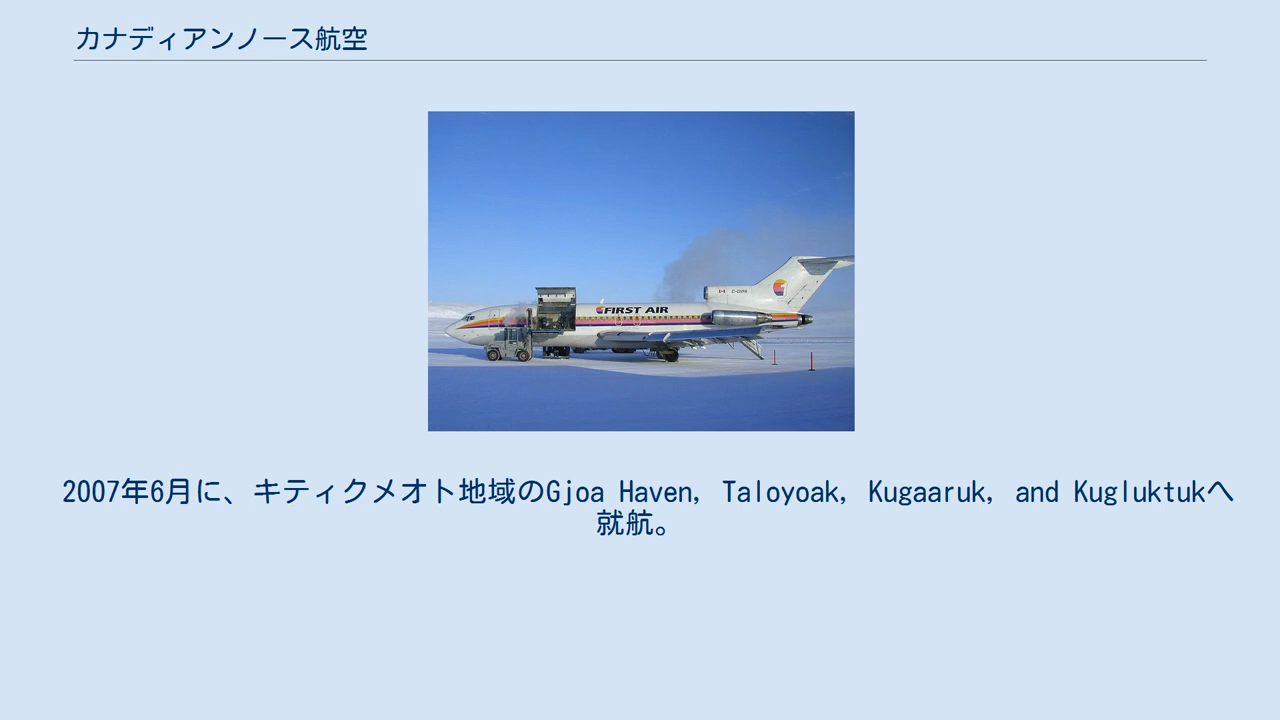 カナディアンノース航空
FIRST AIR
2007年6月に、キティクメオト地域のGjoa Haven, Taloyoak, Kugaaruk, and Kugluktukへ
就航。